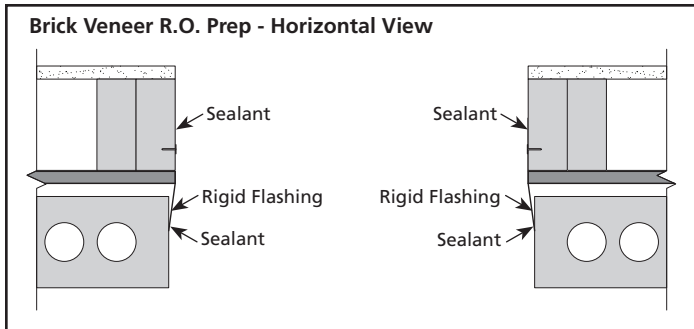 Brick Veneer R.O. Prep - Horizontal View
Sealant
Sealant
Rigid Flashing
Rigid Flashing
Sealant
Sealant